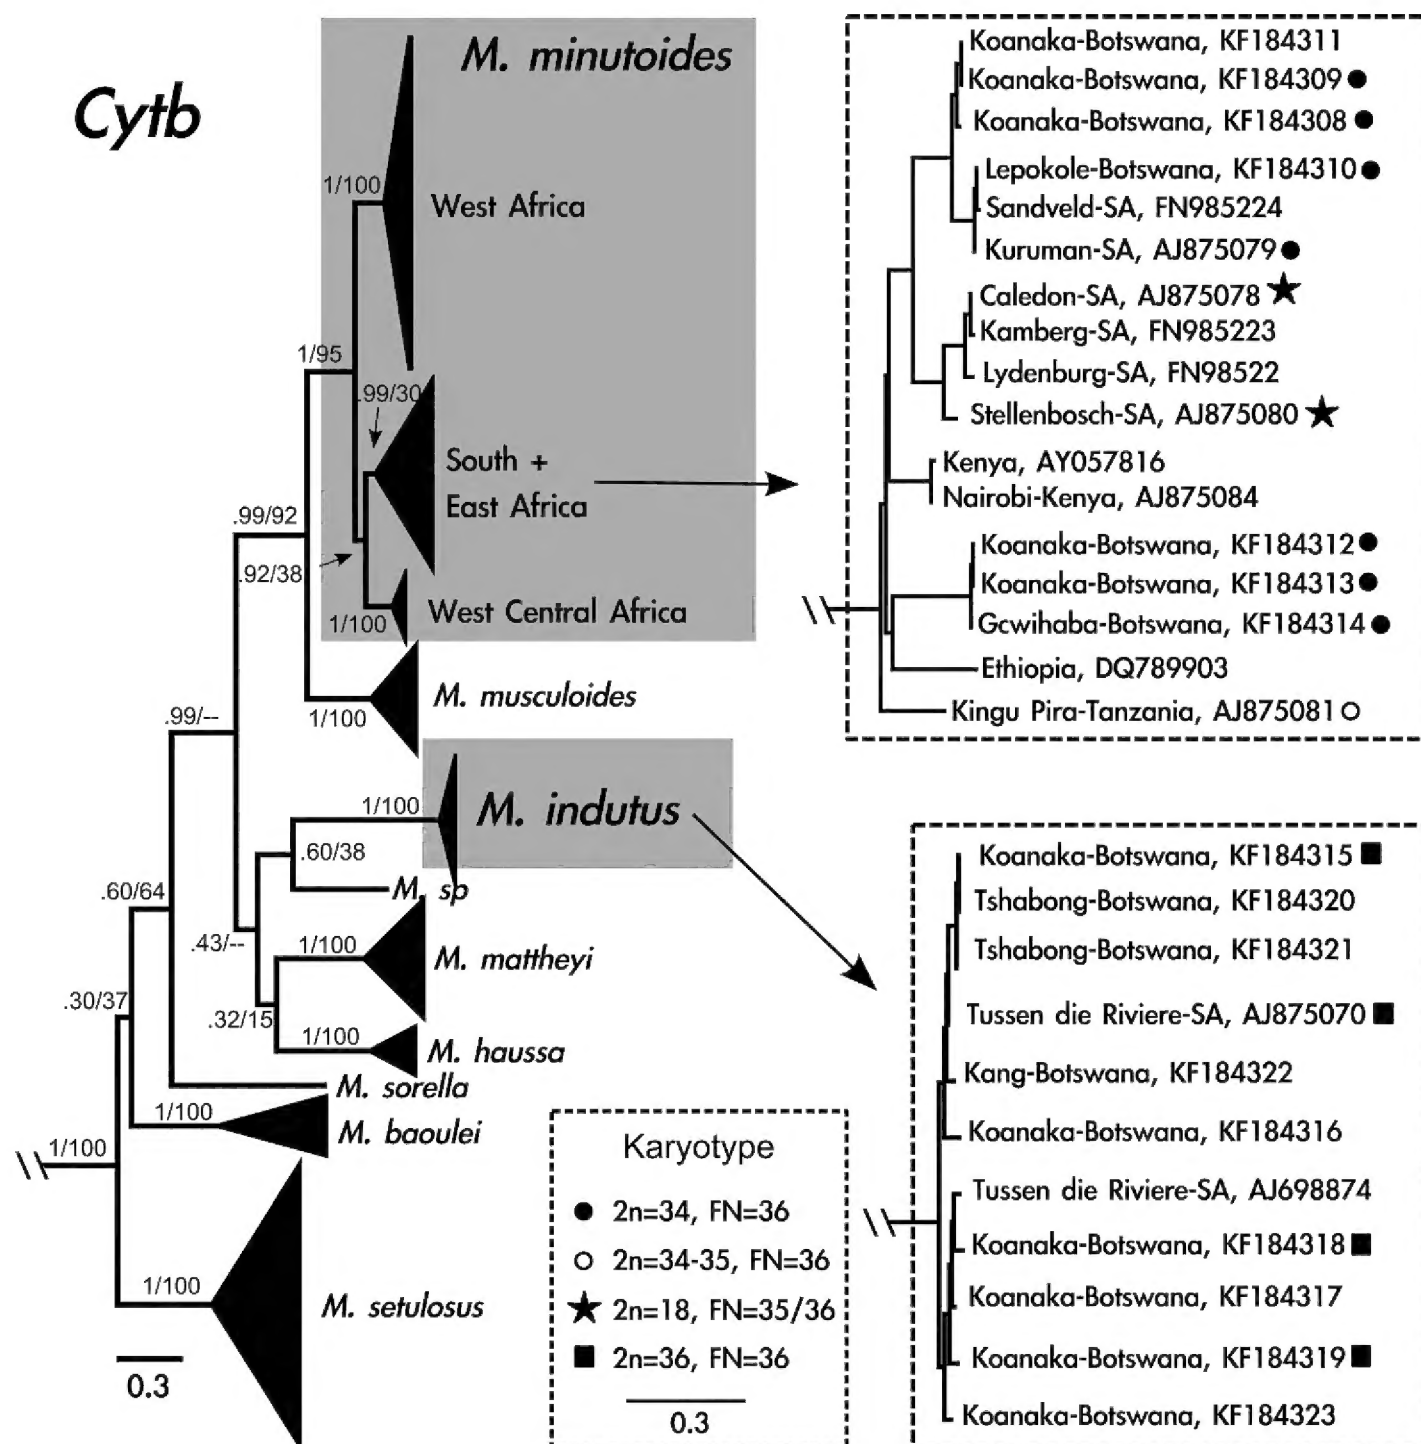 Cytb
M. minutoides
1/100
West Africa
1/95
.99/30
South +
East Africa
.99/92
.92/38
West Central Africa
1/100
M. musculoides
1/100
.99/--
1/100
M. indutus
.60/38
M. sp
.60/64
.43/--
1/100
M. mattheyi
.30/37
.32/15
1/100
M. haussa
M. sorella
1/100
M. baoulei
1/100
1/100
M. setulosus
0.3
Karyotype
● 2n=34, FN=36
○ 2n=34-35, FN=36
★ 2n=18, FN=35/36
■ 2n=36, FN=36
0.3
Koanaka-Botswana, KF184311
Koanaka-Botswana, KF184309 ●
Koanaka-Botswana, KF184308 ●
Lepokole-Botswana, KF184310 ●
Sandveld-SA, FN985224
Kuruman-SA, AJ875079 ●
Caledon-SA, AJ875078 ★
Kamberg-SA, FN985223
Lydenburg-SA, FN98522
Stellenbosch-SA, AJ875080 ★
Kenya, AY057816
Nairobi-Kenya, AJ875084
Koanaka-Botswana, KF184312 ●
Koanaka-Botswana, KF184313 ●
Gcwihaba-Botswana, KF184314 ●
Ethiopia, DQ789903
Kingu Pira-Tanzania, AJ875081 ○
Koanaka-Botswana, KF184315 ■
Tshabong-Botswana, KF184320
Tshabong-Botswana, KF184321
Tussen die Riviere-SA, AJ875070 ■
Kang-Botswana, KF184322
Koanaka-Botswana, KF184316
Tussen die Riviere-SA, AJ698874
Koanaka-Botswana, KF184318 ■
Koanaka-Botswana, KF184317
Koanaka-Botswana, KF184319 ■
Koanaka-Botswana, KF184323